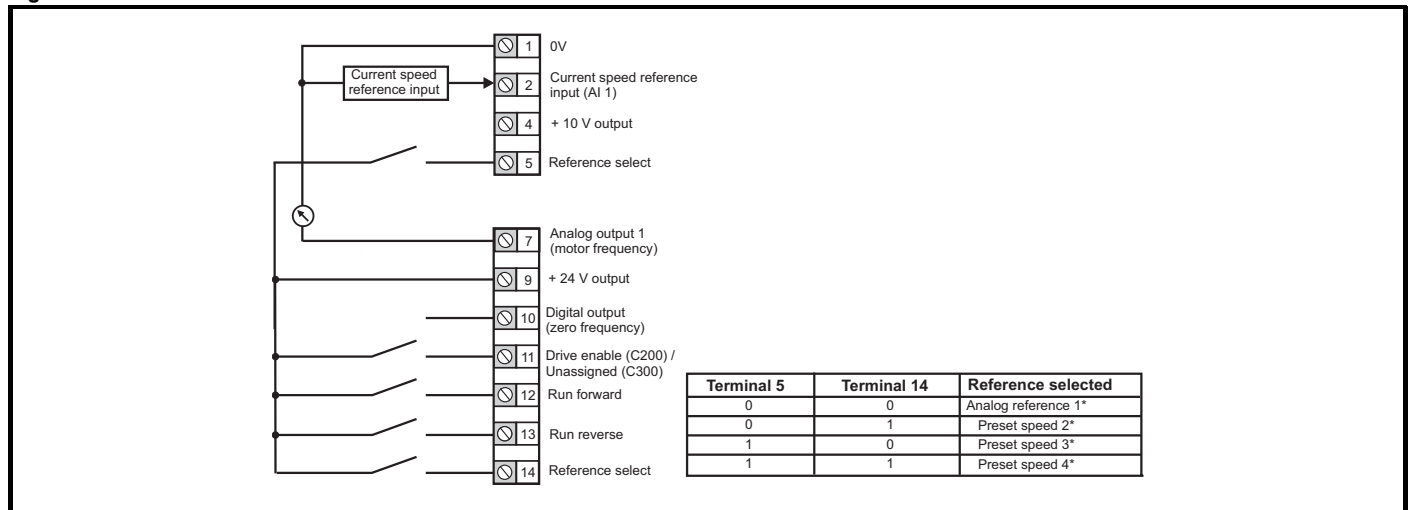 1 0V
Current speed
reference input
2 Current speed reference
input (AI 1)
4 + 10 V output
5 Reference select
7 Analog output 1
(motor frequency)
9 + 24 V output
10 Digital output
(zero frequency)
11 Drive enable (C200) /
Unassigned (C300)
12 Run forward
13 Run reverse
14 Reference select
Terminal 5 Terminal 14 Reference selected
0 0 Analog reference 1*
0 1 Preset speed 2*
1 0 Preset speed 3*
1 1 Preset speed 4*